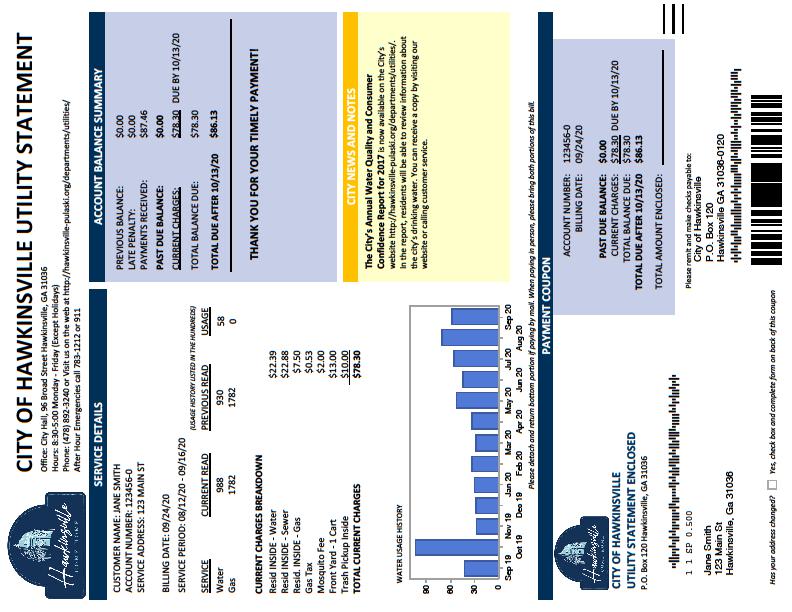 CITY OF HAWKINSVILLE UTILITY STATEMENT
Office: City Hall, 96 Broad Street Hawkinsville, GA 31036
Hours: 8:30-5:00 Monday - Friday (Except Holidays)
Phone: (478) 892-3240 or Visit us on the web at http://hawkinsville-pulaski.org/departments/utilities/
After Hour Emergencies call 783-1212 or 911
Hawkinsville
SERVICE DETAILS
CUSTOMER NAME: JANE SMITH
ACCOUNT NUMBER: 123456-0
SERVICE ADDRESS: 123 MAIN ST
BILLING DATE: 09/24/20
SERVICE PERIOD: 08/12/20 - 09/16/20
(USAGE HISTORY LISTED IN THE HUNDREDS)
SERVICE CURRENT READ PREVIOUS READ USAGE
Water 988 930 58
Gas 1782 1782 0
CURRENT CHARGES BREAKDOWN
Resid INSIDE - Water $22.39
Resid INSIDE - Sewer $22.88
Resid. INSIDE - Gas $7.50
Gas Tax $0.53
Mosquito Fee $2.00
Front Yard - 1 Cart $13.00
Trash Pickup Inside $10.00
TOTAL CURRENT CHARGES $78.30
WATER USAGE HISTORY
90
60
30
0
Sep 19 Oct 19 Nov 19 Dec 19 Jan 20 Feb 20 Mar 20 Apr 20 May 20 Jun 20 Jul 20 Aug 20 Sep 20
ACCOUNT BALANCE SUMMARY
PREVIOUS BALANCE: $0.00
LATE PENALTY: $0.00
PAYMENTS RECEIVED: $87.46
PAST DUE BALANCE: $0.00
CURRENT CHARGES: $78.30 DUE BY 10/13/20
TOTAL BALANCE DUE: $78.30
TOTAL DUE AFTER 10/13/20 $86.13
THANK YOU FOR YOUR TIMELY PAYMENT!
CITY NEWS AND NOTES
The City's Annual Water Quality and Consumer
Confidence Report for 2017 is now available on the City's
website http://hawkinsville-pulaski.org/departments/utilities/.
In the report, residents will be able to review information about
the city's drinking water. You can receive a copy by visiting our
website or calling customer service.
Please detach and return bottom portion if paying by mail. When paying in person, please bring both portions of this bill.
PAYMENT COUPON
Hawkinsville
CITY OF HAWKINSVILLE
UTILITY STATEMENT ENCLOSED
P.O. Box 120 Hawkinsville, GA 31036
ACCOUNT NUMBER: 123456-0
BILLING DATE: 09/24/20
PAST DUE BALANCE: $0.00
CURRENT CHARGES: $78.30 DUE BY 10/13/20
TOTAL BALANCE DUE: $78.30
TOTAL DUE AFTER 10/13/20 $86.13
TOTAL AMOUNT ENCLOSED:
1 1 SP 0.500
Jane Smith
123 Main St
Hawkinsville, Ga 31036
Please remit and make checks payable to:
City of Hawkinsville
P.O. Box 120
Hawkinsville GA 31036-0120
Has your address changed? Yes, check box and complete form on back of this coupon